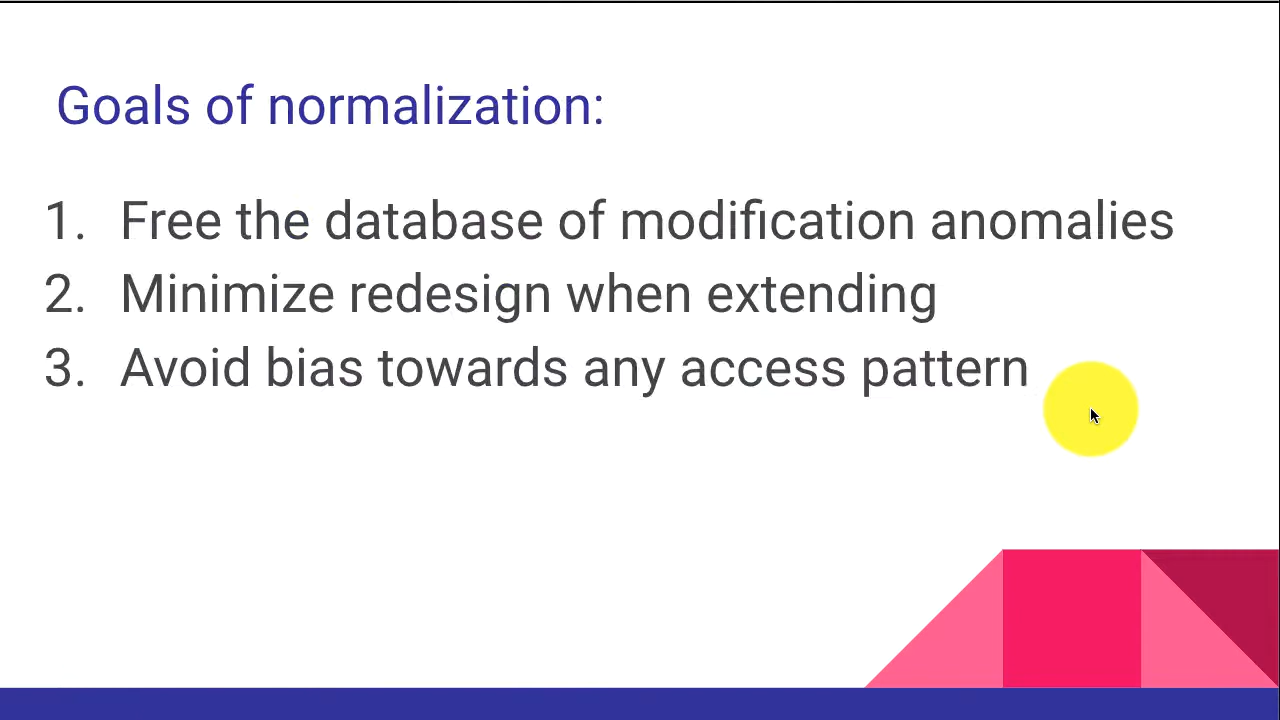 Goals of normalization:
1. Free the database of modification anomalies
2. Minimize redesign when extending
3. Avoid bias towards any access pattern